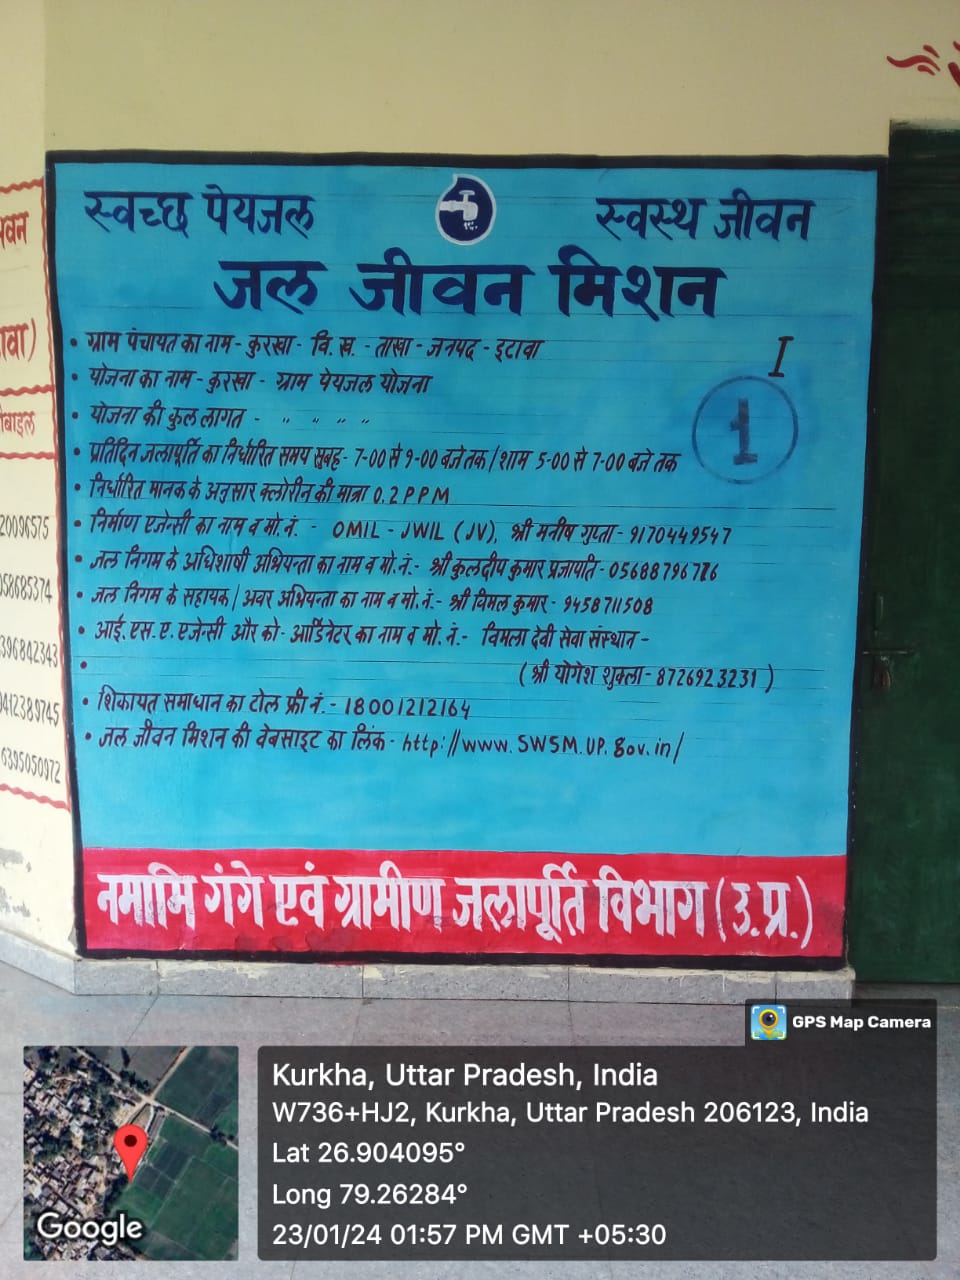 स्वच्छ पेयजल
स्वस्थ जीवन
जल जीवन मिशन
I
1
• ग्राम पंचायत का नाम - कुरखा - वि. ख. - ताखा - जनपद - इटावा
• योजना का नाम - कुरखा - ग्राम पेयजल योजना
• योजना की कुल लागत - " " " "
• प्रतिदिन जलापूर्ति का निर्धारित समय सुबह - 7-00 से 9-00 बजे तक / शाम 5-00 से 7-00 बजे तक
• निर्धारित मानक के अनुसार क्लोरीन की मात्रा 0.2 PPM
• निर्माण एजेन्सी का नाम व मो.नं. - OMIL - JWIL (JV), श्री मनीष गुप्ता - 9170449547
• जल निगम के अधिशाषी अभियन्ता का नाम व मो.नं.- श्री कुलदीप कुमार प्रजापति -
• जल निगम के सहायक / अवर अभियन्ता का नाम व मो.नं.- श्री विमल कुमार - 9458711508
• आई. एस. ए. एजेन्सी और को- आर्डिनेटर का नाम व मो.नं.- विमला देवी सेवा संस्थान -
• (श्री योगेश शुक्ला - 8726923231)
• शिकायत समाधान का टोल फ्री नं.- 18001212164
• जल जीवन मिशन की वेबसाइट का लिंक - http://www.SWSM.UP.Gov.in/
नमामि गंगे एवं ग्रामीण जलापूर्ति विभाग (उ.प्र.)
वा)
बाइल
20096575
058685374
396842343
9412389745
6395050972
GPS Map Camera
Kurkha, Uttar Pradesh, India
W736+HJ2, Kurkha, Uttar Pradesh 206123, India
Lat 26.904095°
Long 79.26284°
23/01/24 01:57 PM GMT +05:30
Google